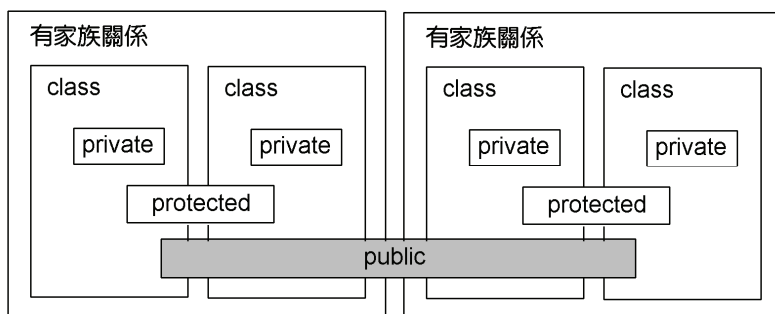 有家族關係
有家族關係
class
class
class
class
private
private
private
private
protected
protected
public